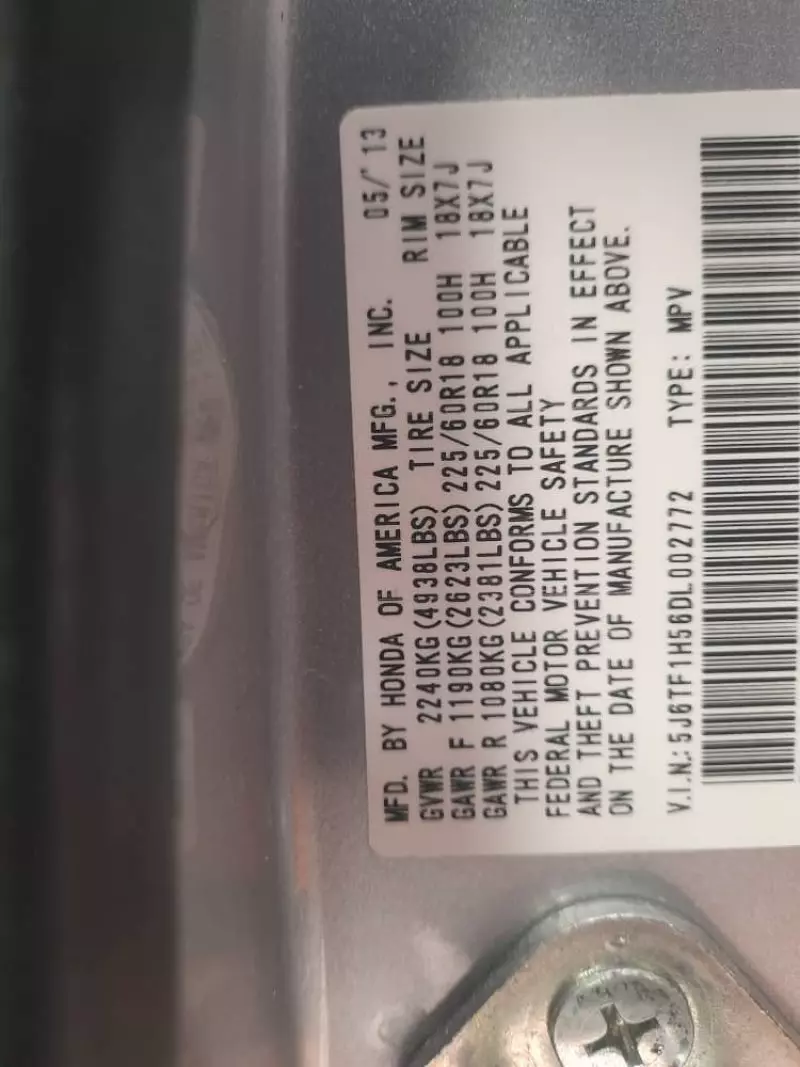 MFD. BY HONDA OF AMERICA MFG., INC. 05/'13
GVWR 2240KG(4938LBS) TIRE SIZE RIM SIZE
GAWR F 1190KG(2623LBS) 225/60R18 100H 18X7J
GAWR R 1080KG(2381LBS) 225/60R18 100H 18X7J
THIS VEHICLE CONFORMS TO ALL APPLICABLE
FEDERAL MOTOR VEHICLE SAFETY
AND THEFT PREVENTION STANDARDS IN EFFECT
ON THE DATE OF MANUFACTURE SHOWN ABOVE.
V.I.N.:5J6TF1H56DL002772 TYPE: MPV